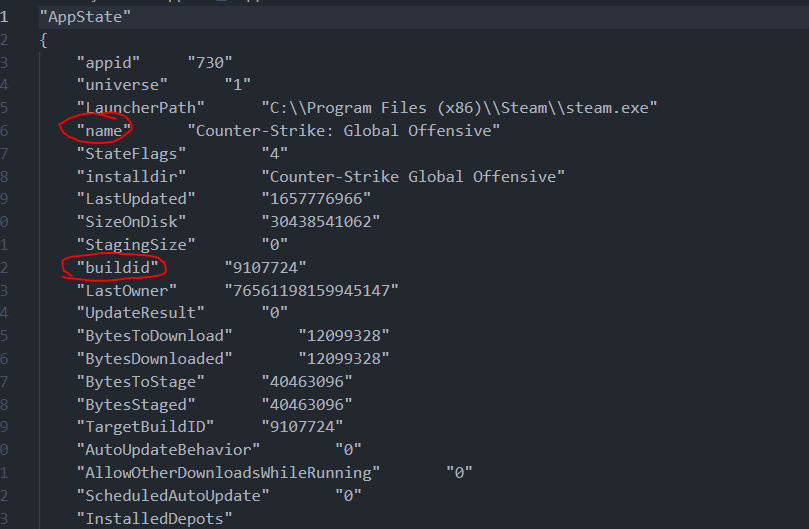 1 "AppState"
2 {
3 "appid" "730"
4 "universe" "1"
5 "LauncherPath" "C:\\Program Files (x86)\\Steam\\steam.exe"
6 "name" "Counter-Strike: Global Offensive"
7 "StateFlags" "4"
8 "installdir" "Counter-Strike Global Offensive"
9 "LastUpdated" "1657776966"
0 "SizeOnDisk" "30438541062"
1 "StagingSize" "0"
2 "buildid" "9107724"
3 "LastOwner" "76561198159945147"
4 "UpdateResult" "0"
5 "BytesToDownload" "12099328"
6 "BytesDownloaded" "12099328"
7 "BytesToStage" "40463096"
8 "BytesStaged" "40463096"
9 "TargetBuildID" "9107724"
0 "AutoUpdateBehavior" "0"
1 "AllowOtherDownloadsWhileRunning" "0"
2 "ScheduledAutoUpdate" "0"
3 "InstalledDepots"